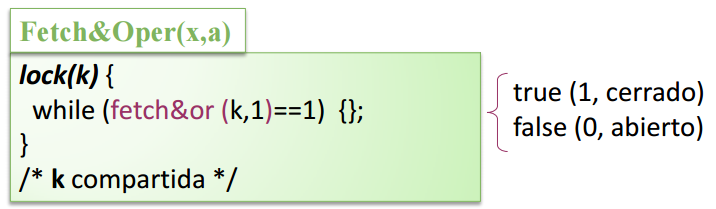 Fetch&Oper(x,a)
lock(k) {
while (fetch&or (k,1)==1) {};
}
/* k compartida */
true (1, cerrado)
false (0, abierto)